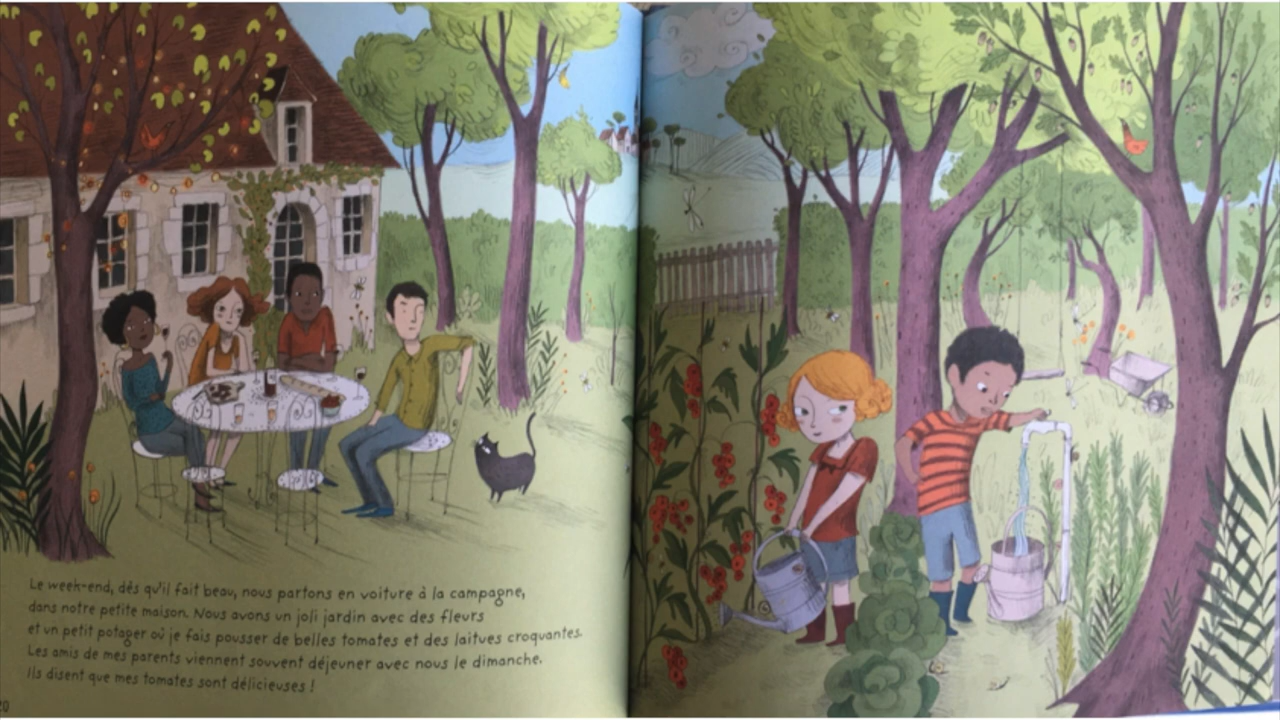 Le week-end, dès qu'il fait beau, nous partons en voiture à la campagne,
dans notre petite maison. Nous avons un joli jardin avec des fleurs
et un petit potager où je fais pousser de belles tomates et des laitues croquantes.
Les amis de mes parents viennent souvent déjeuner avec nous le dimanche.
Ils disent que mes tomates sont délicieuses !
20